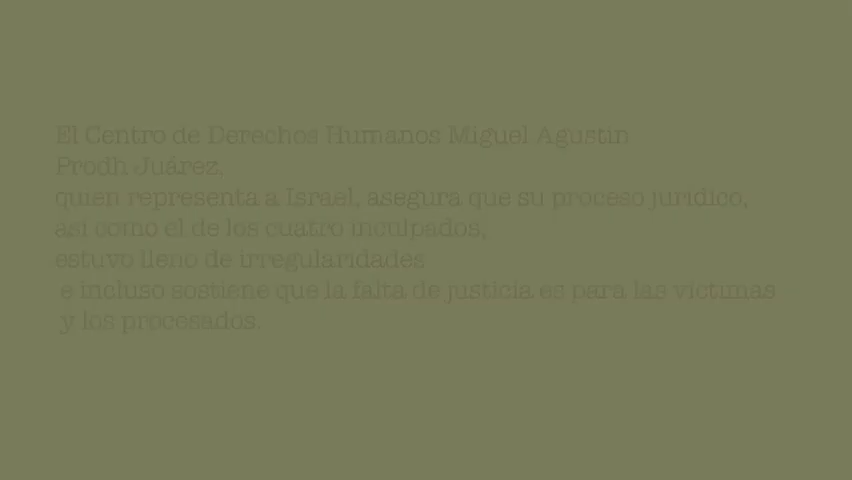 El Centro de Derechos Humanos Miguel Agustín
Prodh Juárez,
quien representa a Israel, asegura que su proceso jurídico,
así como el de los cuatro inculpados,
estuvo lleno de irregularidades
e incluso sostiene que la falta de justicia es para las víctimas
y los procesados.